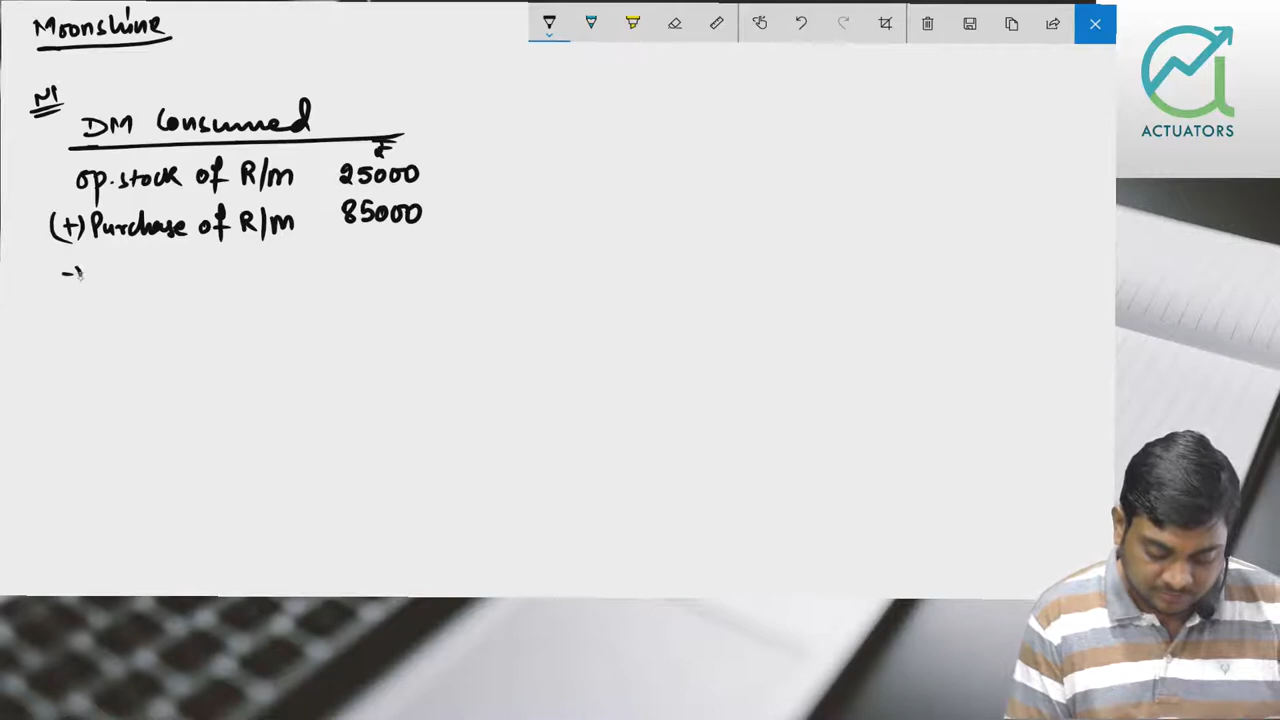 Moonshine
N1
DM Consumed
₹
op.stock of R/m 25000
(+) Purchase of R/m 85000
ACTUATORS